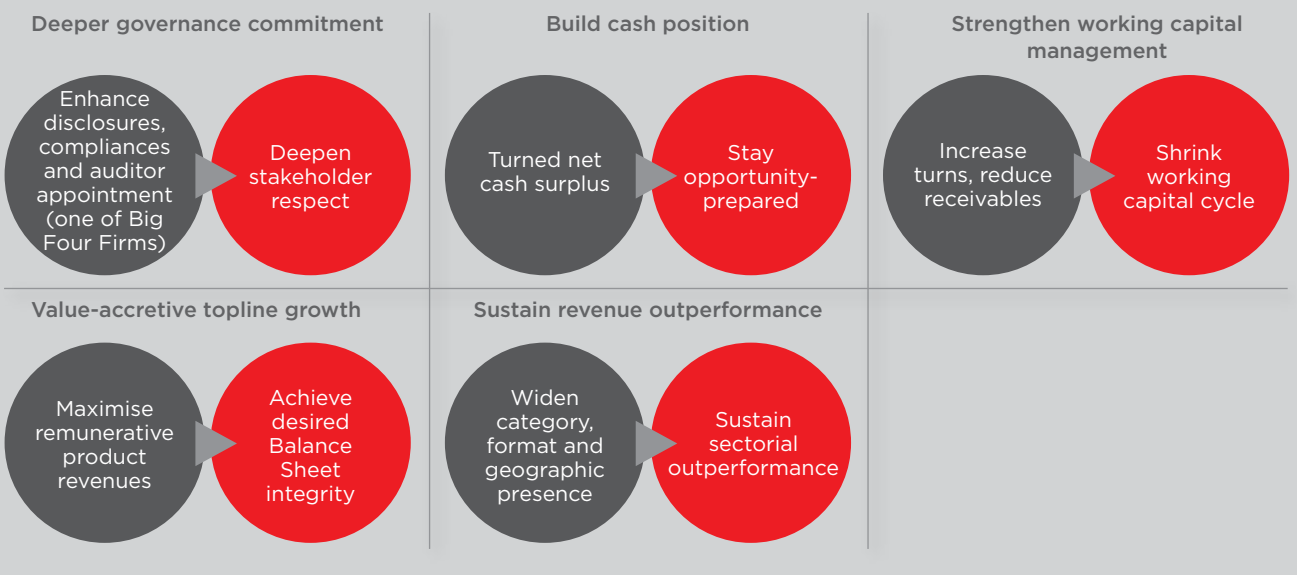 Deeper governance commitment
Enhance
disclosures,
compliances
and auditor
appointment
(one of Big
Four Firms)
Deepen
stakeholder
respect
Build cash position
Turned net
cash surplus
Stay
opportunity-
prepared
Strengthen working capital
management
Increase
turns, reduce
receivables
Shrink
working
capital cycle
Value-accretive topline growth
Maximise
remunerative
product
revenues
Achieve
desired
Balance
Sheet
integrity
Sustain revenue outperformance
Widen
category,
format and
geographic
presence
Sustain
sectorial
outperformance